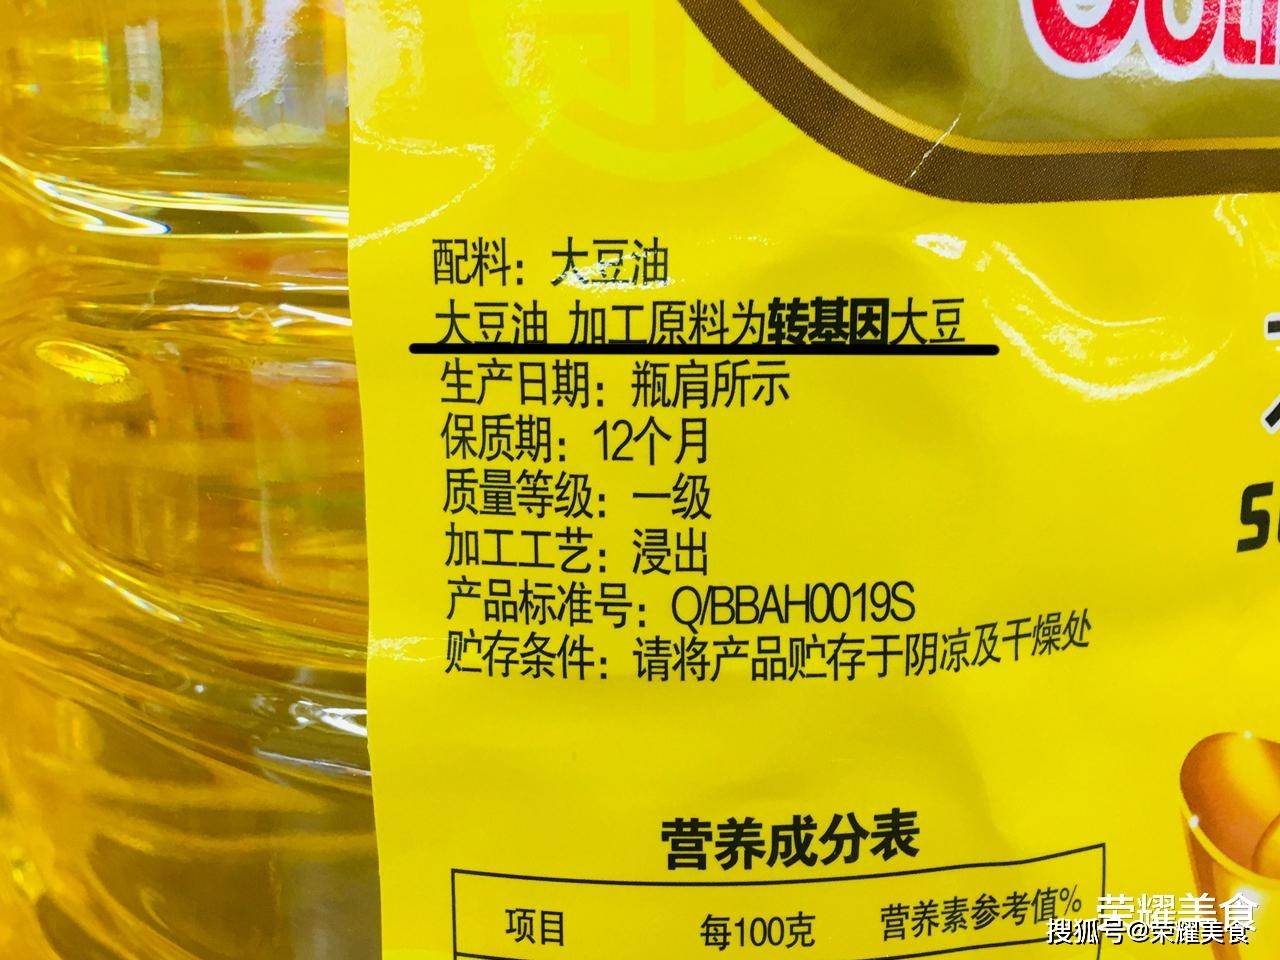 配料：大豆油
大豆油 加工原料为转基因大豆
生产日期：瓶肩所示
保质期：12个月
质量等级：一级
加工工艺：浸出
产品标准号：Q/BBAH0019S
贮存条件：请将产品贮存于阴凉及干燥处
营养成分表
项目 每100克 营养素参考值%
荣耀美食
搜狐号@荣耀美食